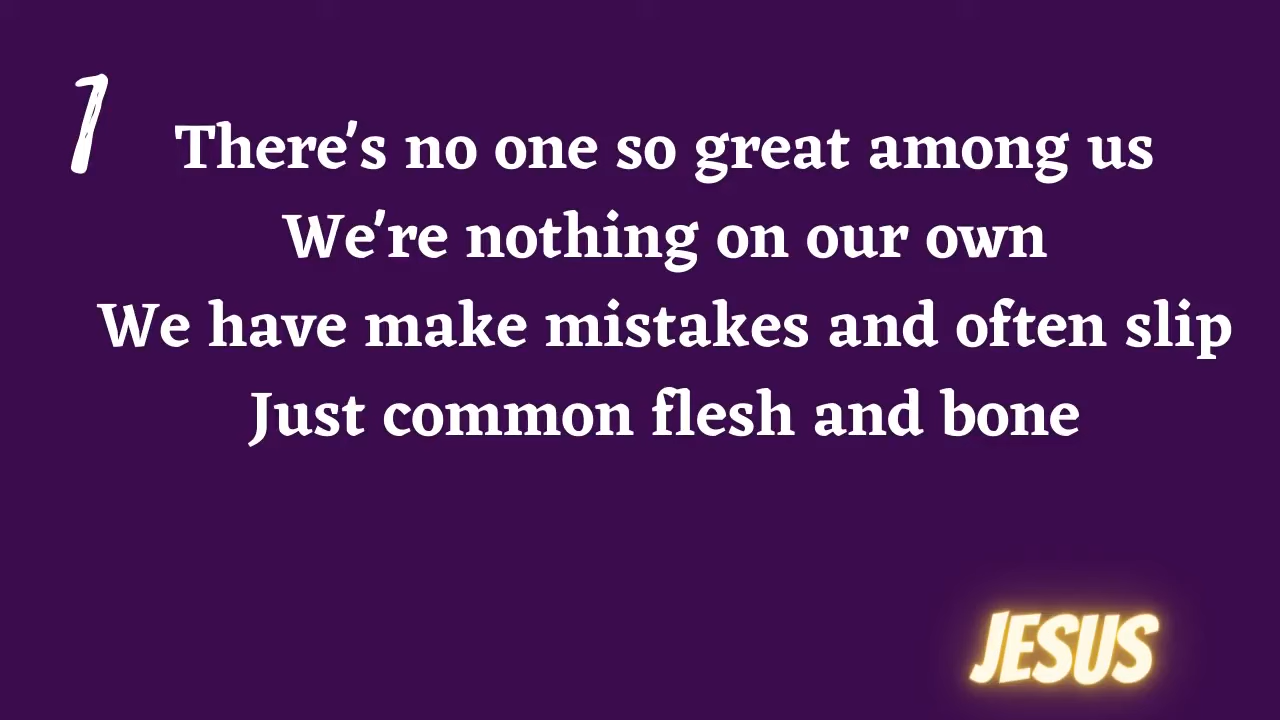 1
There's no one so great among us
We're nothing on our own
We have make mistakes and often slip
Just common flesh and bone
JESUS